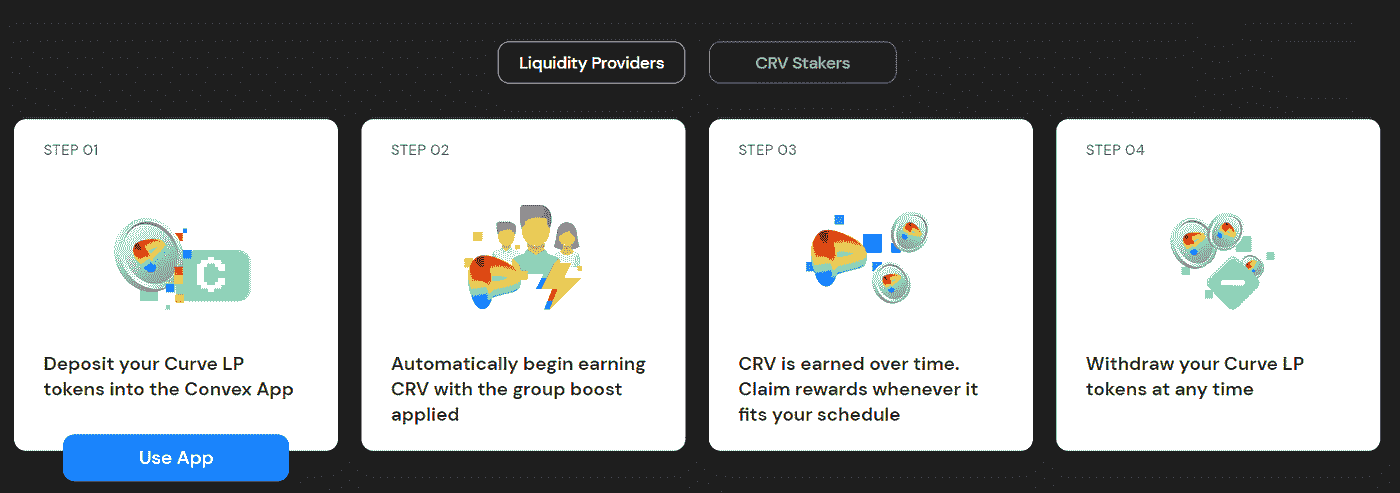 Liquidity Providers
CRV Stakers
STEP 01
C
Deposit your Curve LP
tokens into the Convex App
Use App
STEP 02
Automatically begin earning
CRV with the group boost
applied
STEP 03
CRV is earned over time.
Claim rewards whenever it
fits your schedule
STEP 04
Withdraw your Curve LP
tokens at any time